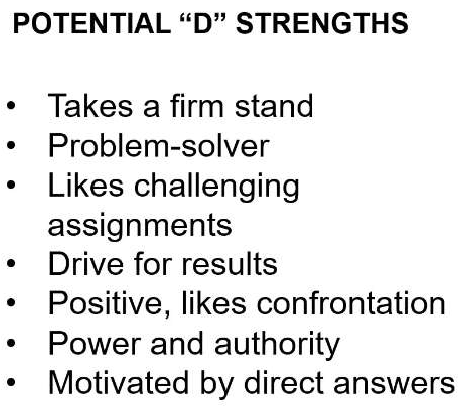 POTENTIAL “D” STRENGTHS
• Takes a firm stand
• Problem-solver
• Likes challenging
assignments
• Drive for results
• Positive, likes confrontation
• Power and authority
• Motivated by direct answers